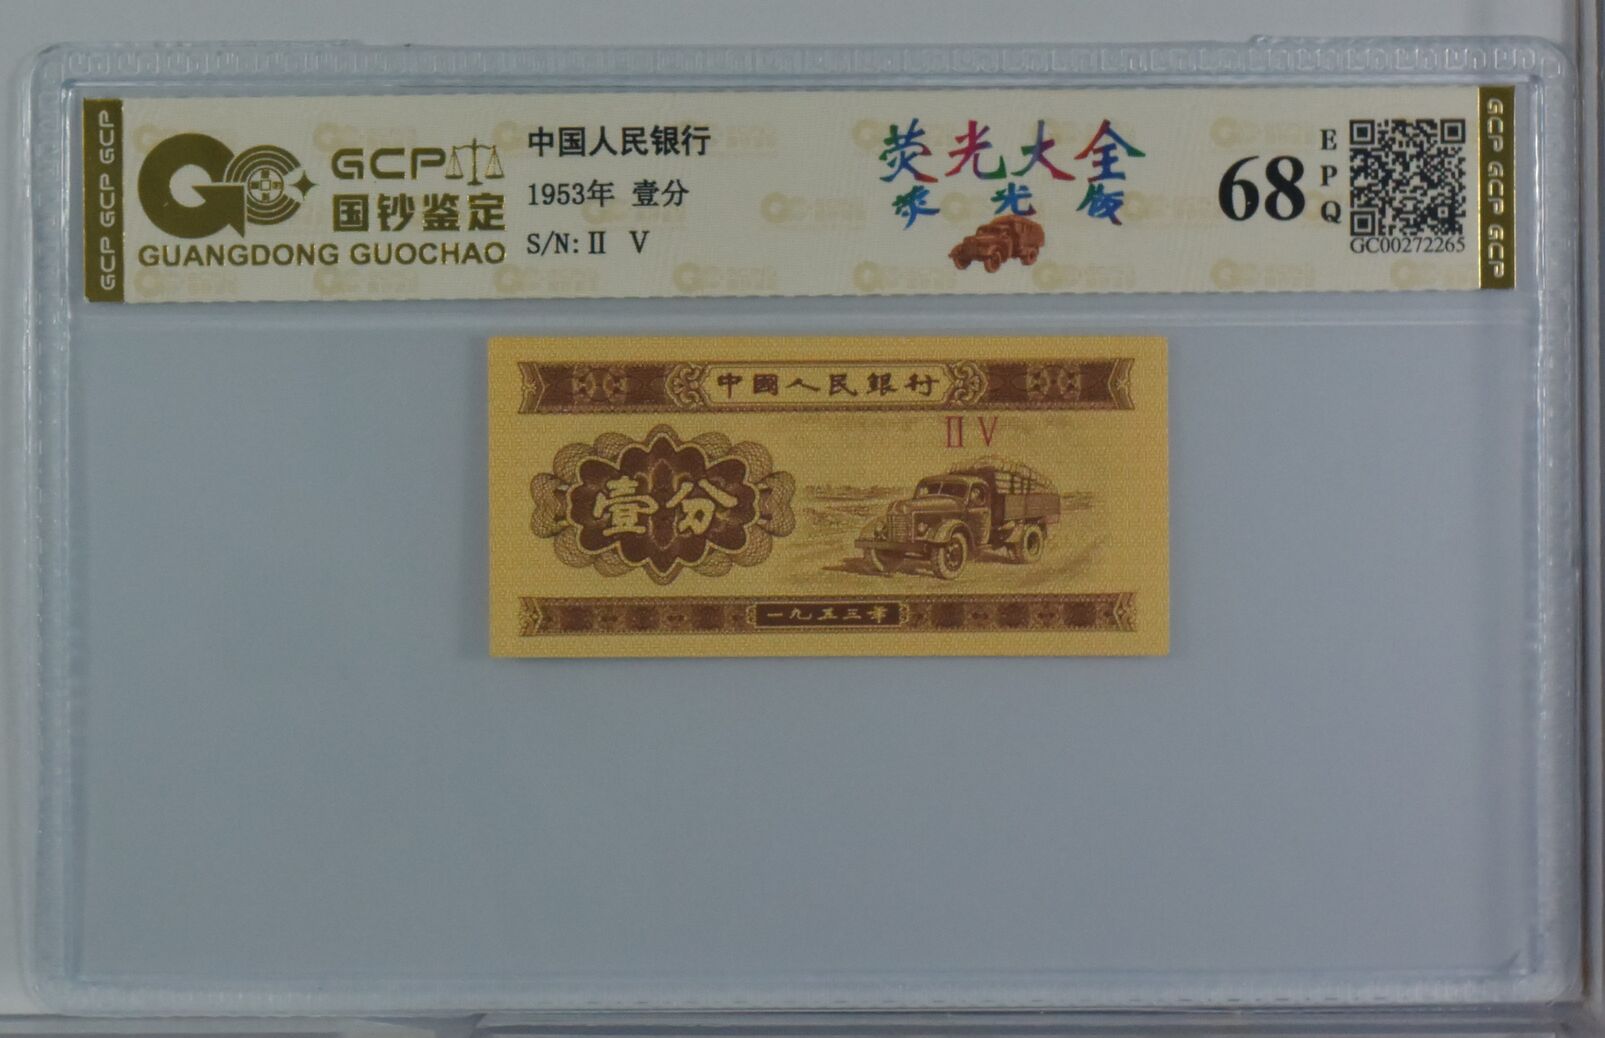 GCP GCP GCP
GCP
国钞鉴定
GUANGDONG GUOCHAO
中国人民银行
1953年 壹分
S/N: II V
荧光大全
荧光版
68
EPQ
GC00272265
GCP GCP GCP
中國人民銀行
II V
壹分
一九五三年